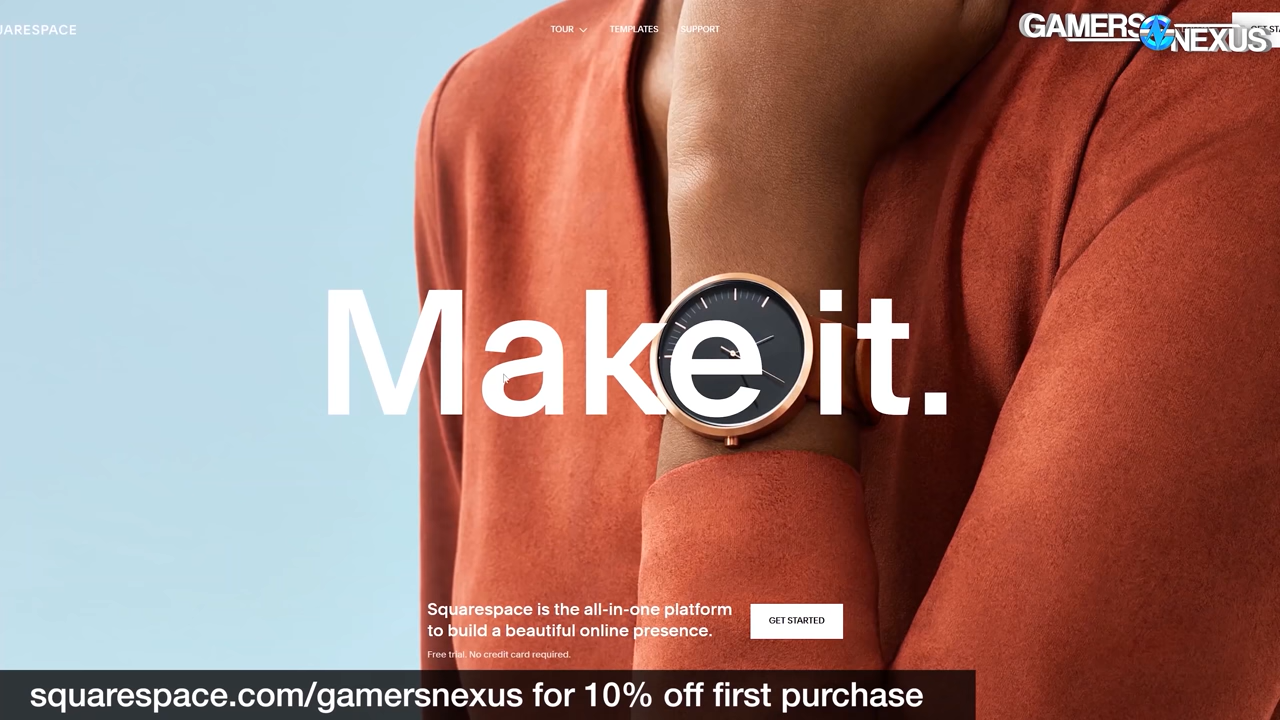 UARESPACE
TOUR
TEMPLATES
SUPPORT
GAMERS NEXUS
Make it.
Squarespace is the all-in-one platform
to build a beautiful online presence.
GET STARTED
Free trial. No credit card required.
squarespace.com/gamersnexus for 10% off first purchase